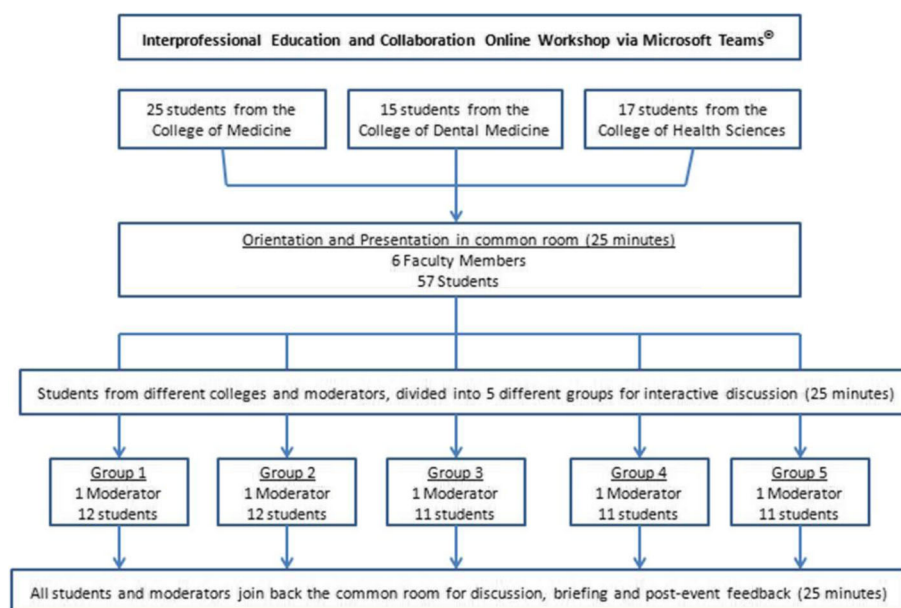 Interprofessional Education and Collaboration Online Workshop via Microsoft Teams®
25 students from the
College of Medicine
15 students from the
College of Dental Medicine
17 students from the
College of Health Sciences
Orientation and Presentation in common room (25 minutes)
6 Faculty Members
57 Students
Students from different colleges and moderators, divided into 5 different groups for interactive discussion (25 minutes)
Group 1
1 Moderator
12 students
Group 2
1 Moderator
12 students
Group 3
1 Moderator
11 students
Group 4
1 Moderator
11 students
Group 5
1 Moderator
11 students
All students and moderators join back the common room for discussion, briefing and post-event feedback (25 minutes)